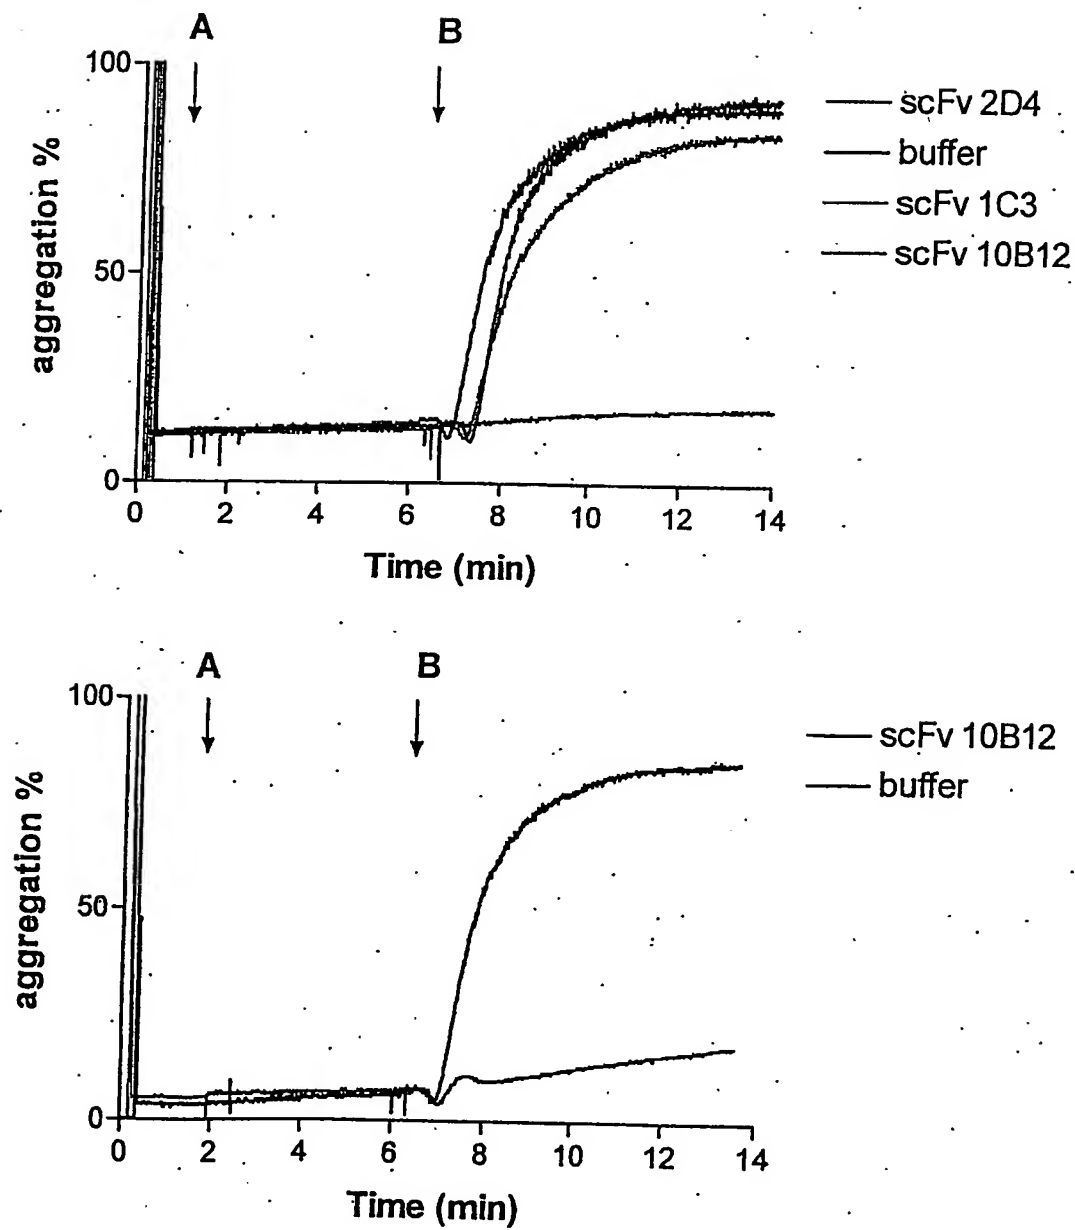 A B
100
50
0
aggregation %
0 2 4 6 8 10 12 14
Time (min)
scFv 2D4
buffer
scFv 1C3
scFv 10B12
A B
100
50
0
aggregation %
0 2 4 6 8 10 12 14
Time (min)
scFv 10B12
buffer